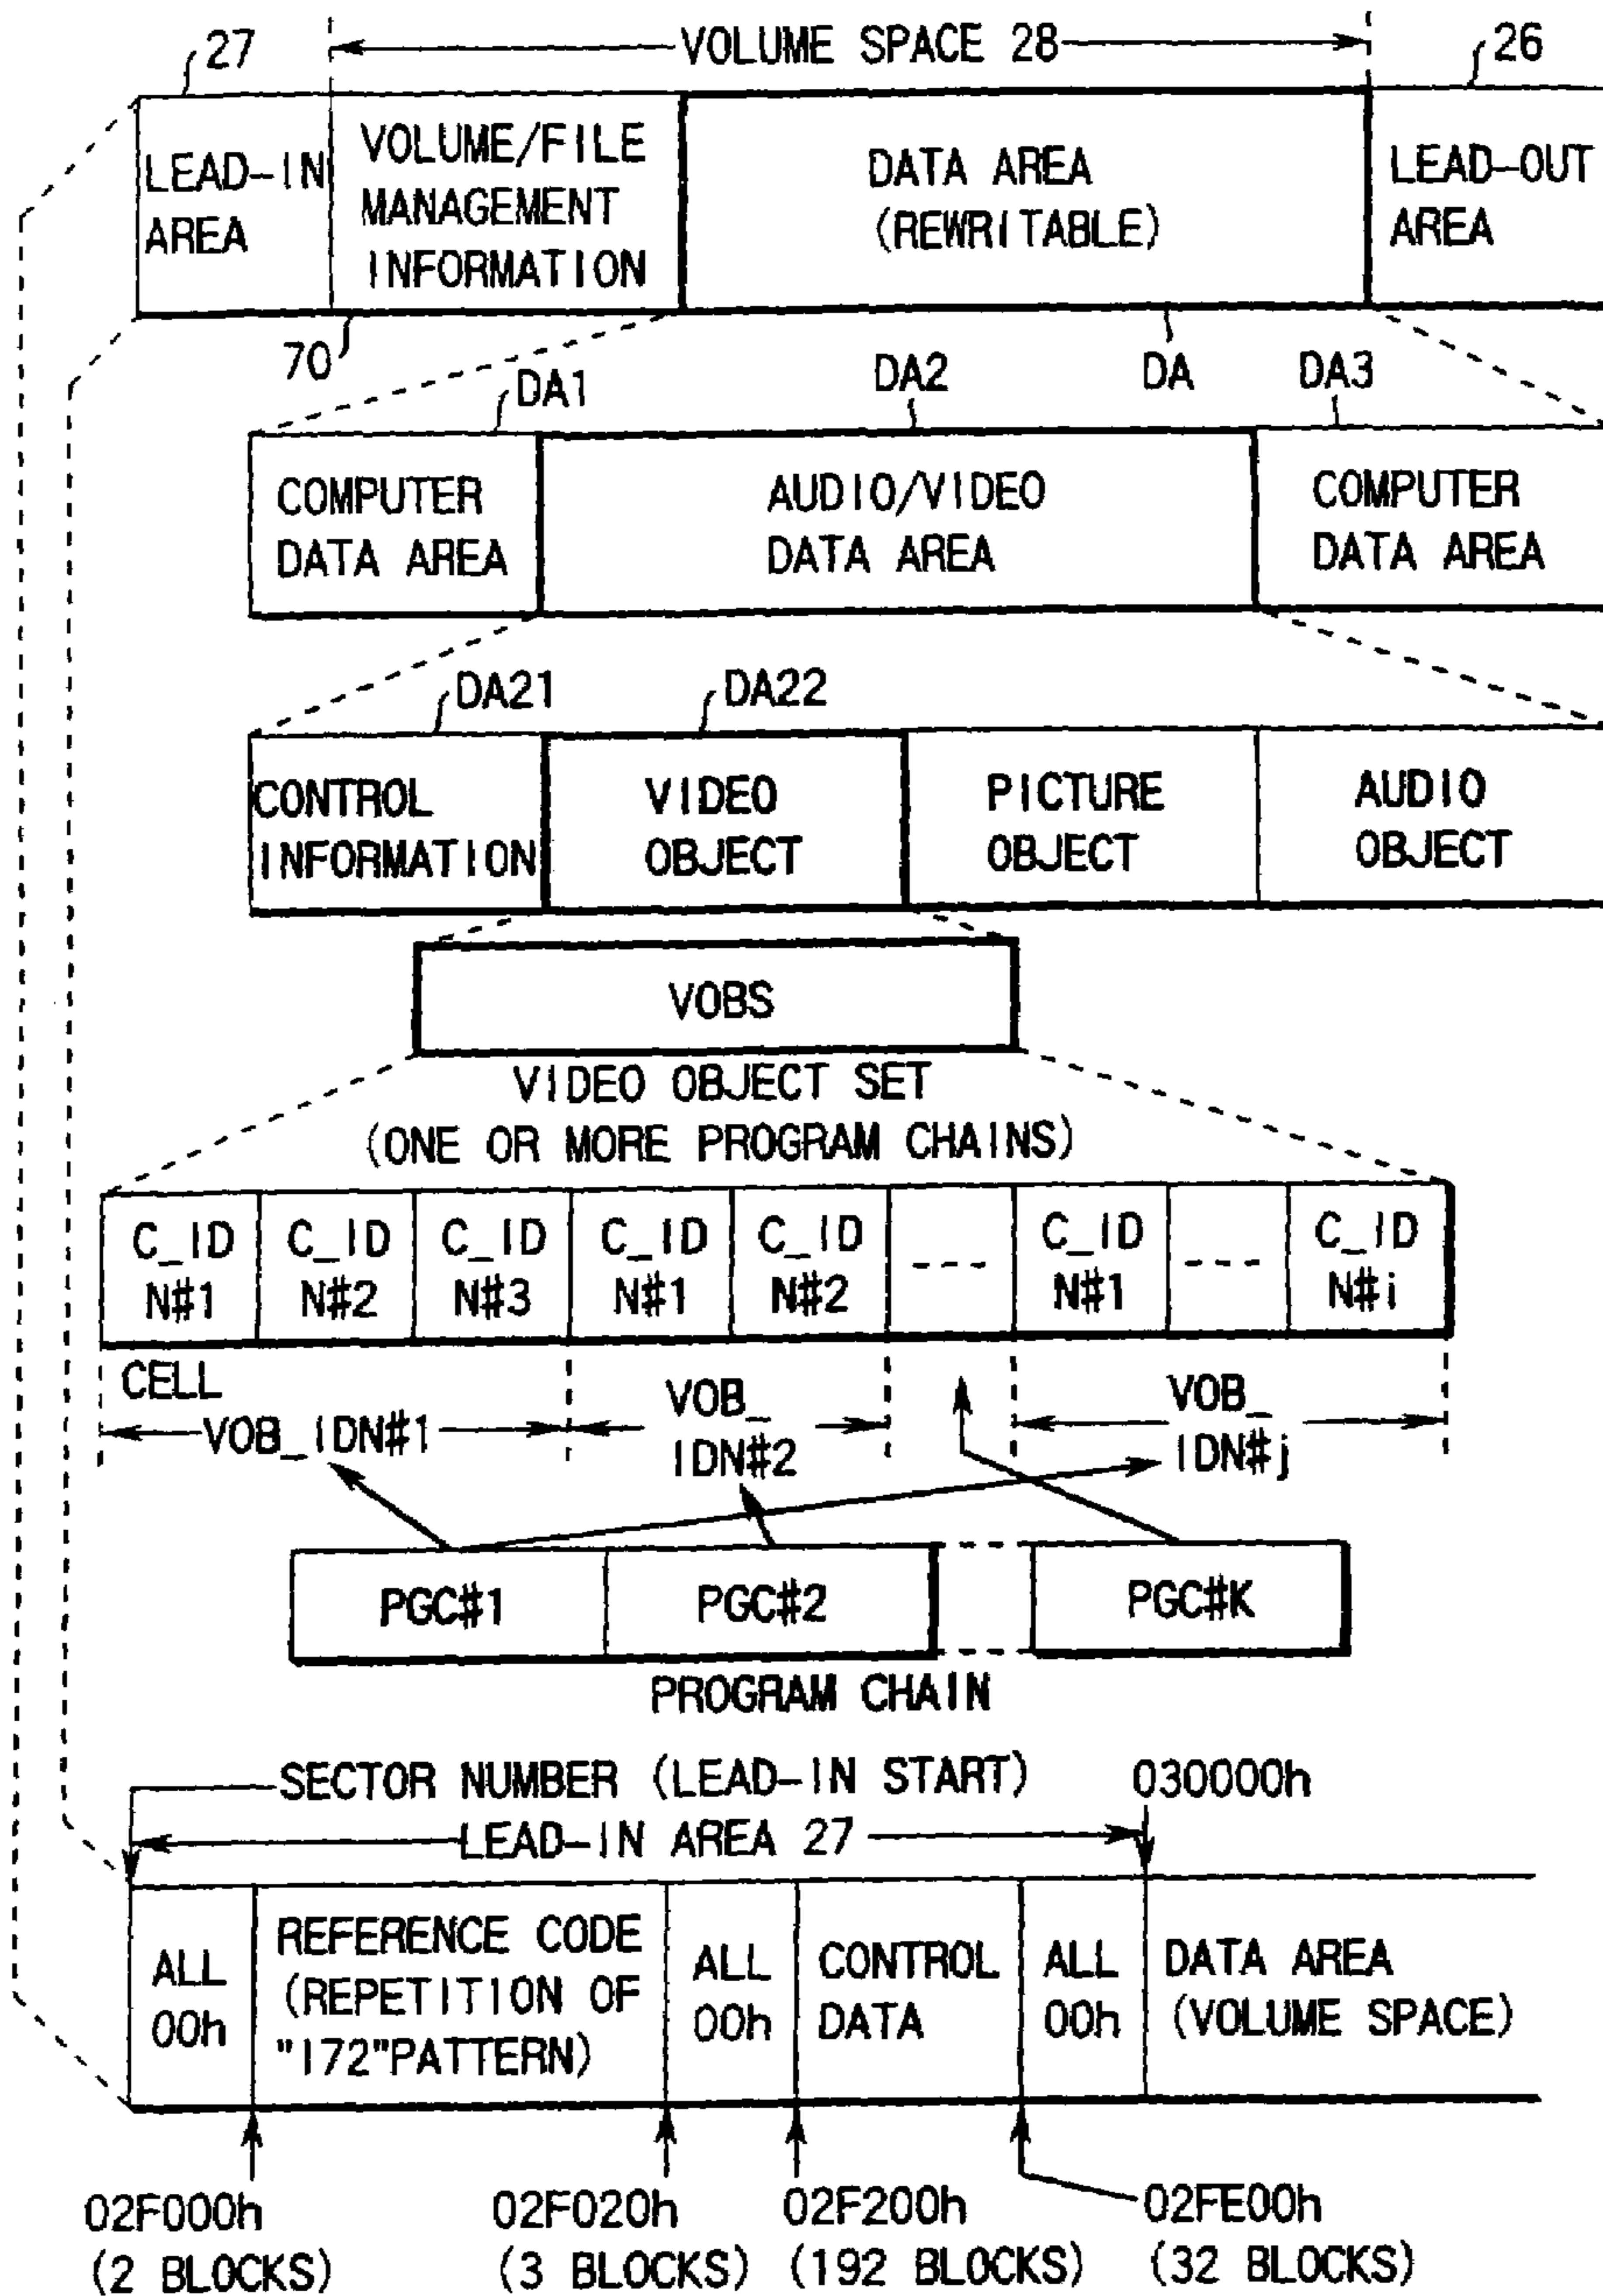 27
VOLUME SPACE 28
26
LEAD-IN
AREA
VOLUME/FILE
MANAGEMENT
INFORMATION
DATA AREA
(REWRITABLE)
LEAD-OUT
AREA
70
DA1
DA2
DA
DA3
COMPUTER
DATA AREA
AUDIO/VIDEO
DATA AREA
COMPUTER
DATA AREA
DA21
DA22
CONTROL
INFORMATION
VIDEO
OBJECT
PICTURE
OBJECT
AUDIO
OBJECT
VOBS
VIDEO OBJECT SET
(ONE OR MORE PROGRAM CHAINS)
C_ID
N#1
C_ID
N#2
C_ID
N#3
C_ID
N#1
C_ID
N#2
----
C_ID
N#1
----
C_ID
N#i
CELL
VOB_IDN#1
VOB_
IDN#2
VOB_
IDN#j
PGC#1
PGC#2
PGC#K
PROGRAM CHAIN
SECTOR NUMBER (LEAD-IN START)
030000h
LEAD-IN AREA 27
ALL
00h
REFERENCE CODE
(REPETITION OF
"172"PATTERN)
ALL
00h
CONTROL
DATA
ALL
00h
DATA AREA
(VOLUME SPACE)
02F000h
(2 BLOCKS)
02F020h
(3 BLOCKS)
02F200h
(192 BLOCKS)
02FE00h
(32 BLOCKS)